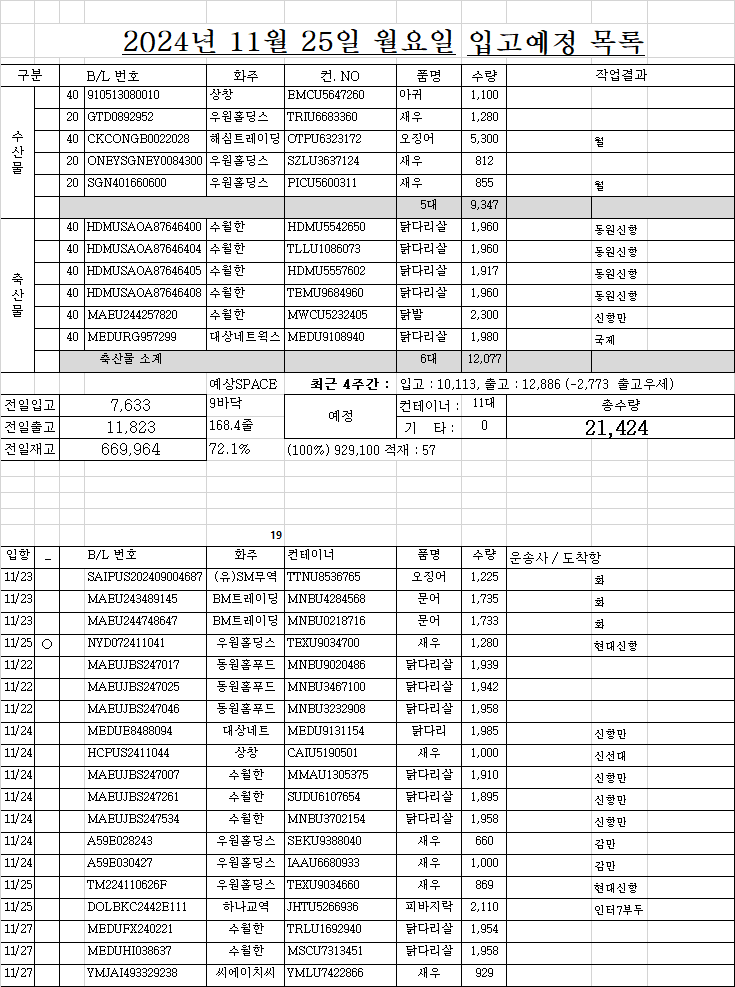 2024년 11월 25일 월요일 입고예정 목록
구분 B/L 번호 화주 컨. NO 품명 수량 작업결과
수산물
40 910513080010 상창 EMCU5647260 아귀 1,100
20 GTD0892952 우원홀딩스 TRIU6683360 새우 1,280
40 CKCONGB0022028 해심트레이딩 OTPU6323172 오징어 5,300 월
20 ONEYSGNEY0084300 우원홀딩스 SZLU3637124 새우 812
20 SGN401660600 우원홀딩스 PICU5600311 새우 855 월
5대 9,347
축산물
40 HDMUSAOA87646400 수월한 HDMU5542650 닭다리살 1,960 동원신항
40 HDMUSAOA87646404 수월한 TLLU1086073 닭다리살 1,960 동원신항
40 HDMUSAOA87646405 수월한 HDMU5557602 닭다리살 1,917 동원신항
40 HDMUSAOA87646408 수월한 TEMU9684960 닭다리살 1,960 동원신항
40 MAEU244257820 수월한 MWCU5232405 닭발 2,300 신항만
40 MEDURG957299 대상네트웍스 MEDU9108940 닭다리살 1,980 국제
축산물 소계 6대 12,077
예상SPACE 최근 4주간 : 입고 : 10,113, 출고 : 12,886 (-2,773 출고우세)
전일입고 7,633 9바닥 예정 컨테이너 : 11대 총수량
전일출고 11,823 168.4줄 기 타 : 0 21,424
전일재고 669,964 72.1% (100%) 929,100 적재 : 57
19
입항 _ B/L 번호 화주 컨테이너 품명 수량 운송사 / 도착항
11/23 SAIPUS202409004687 (유)SM무역 TTNU8536765 오징어 1,225 화
11/23 MAEU243489145 BM트레이딩 MNBU4284568 문어 1,735 화
11/23 MAEU244748647 BM트레이딩 MNBU0218716 문어 1,733 화
11/25 ○ NYD072411041 우원홀딩스 TEXU9034700 새우 1,280 현대신항
11/22 MAEUJBS247017 동원홈푸드 MNBU9020486 닭다리살 1,939
11/22 MAEUJBS247025 동원홈푸드 MNBU3467100 닭다리살 1,942
11/22 MAEUJBS247046 동원홈푸드 MNBU3232908 닭다리살 1,958
11/24 MEDUE8488094 대상네트 MEDU9131154 닭다리 1,985 신항만
11/24 HCPUS2411044 상창 CAIU5190501 새우 1,000 신선대
11/24 MAEUJBS247007 수월한 MMAU1305375 닭다리살 1,910 신항만
11/24 MAEUJBS247261 수월한 SUDU6107654 닭다리살 1,895 신항만
11/24 MAEUJBS247534 수월한 MNBU3702154 닭다리살 1,958 신항만
11/24 A59E028243 우원홀딩스 SEKU9388040 새우 660 감만
11/24 A59E030427 우원홀딩스 IAAU6680933 새우 1,000 감만
11/25 TM224110626F 우원홀딩스 TEXU9034660 새우 869 현대신항
11/25 DOLBKC2442E111 하나교역 JHTU5266936 피바지락 2,110 인터7부두
11/27 MEDUFX240221 수월한 TRLU1692940 닭다리살 1,954
11/27 MEDUHI038637 수월한 MSCU7313451 닭다리살 1,958
11/27 YMJAI493329238 씨에이치씨 YMLU7422866 새우 929